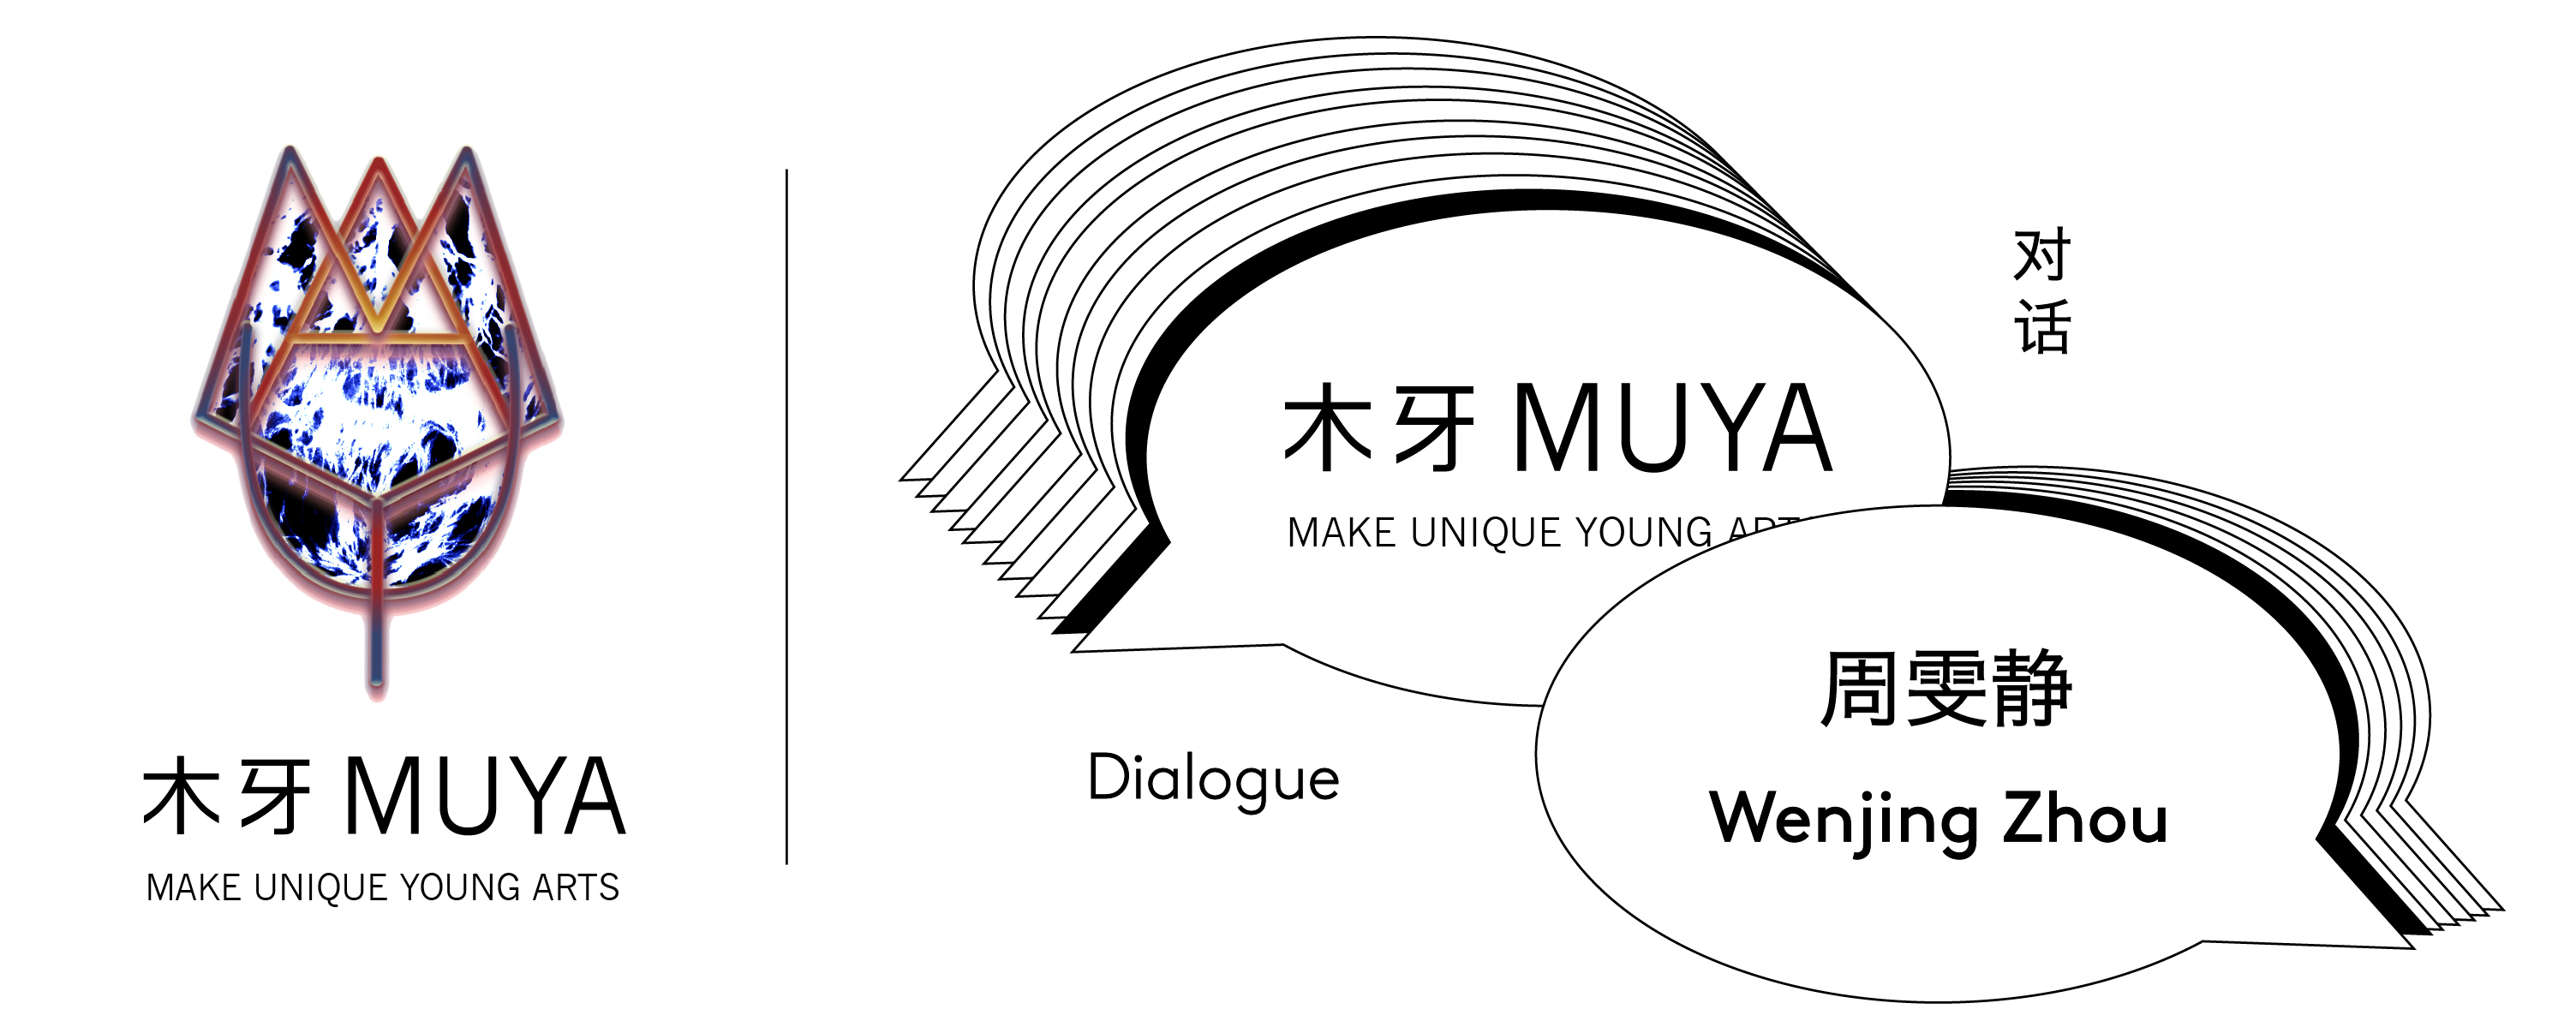 木牙 MUYA
MAKE UNIQUE YOUNG ARTS
对话
木牙 MUYA
MAKE UNIQUE YOUNG
Dialogue
周雯静
Wenjing Zhou